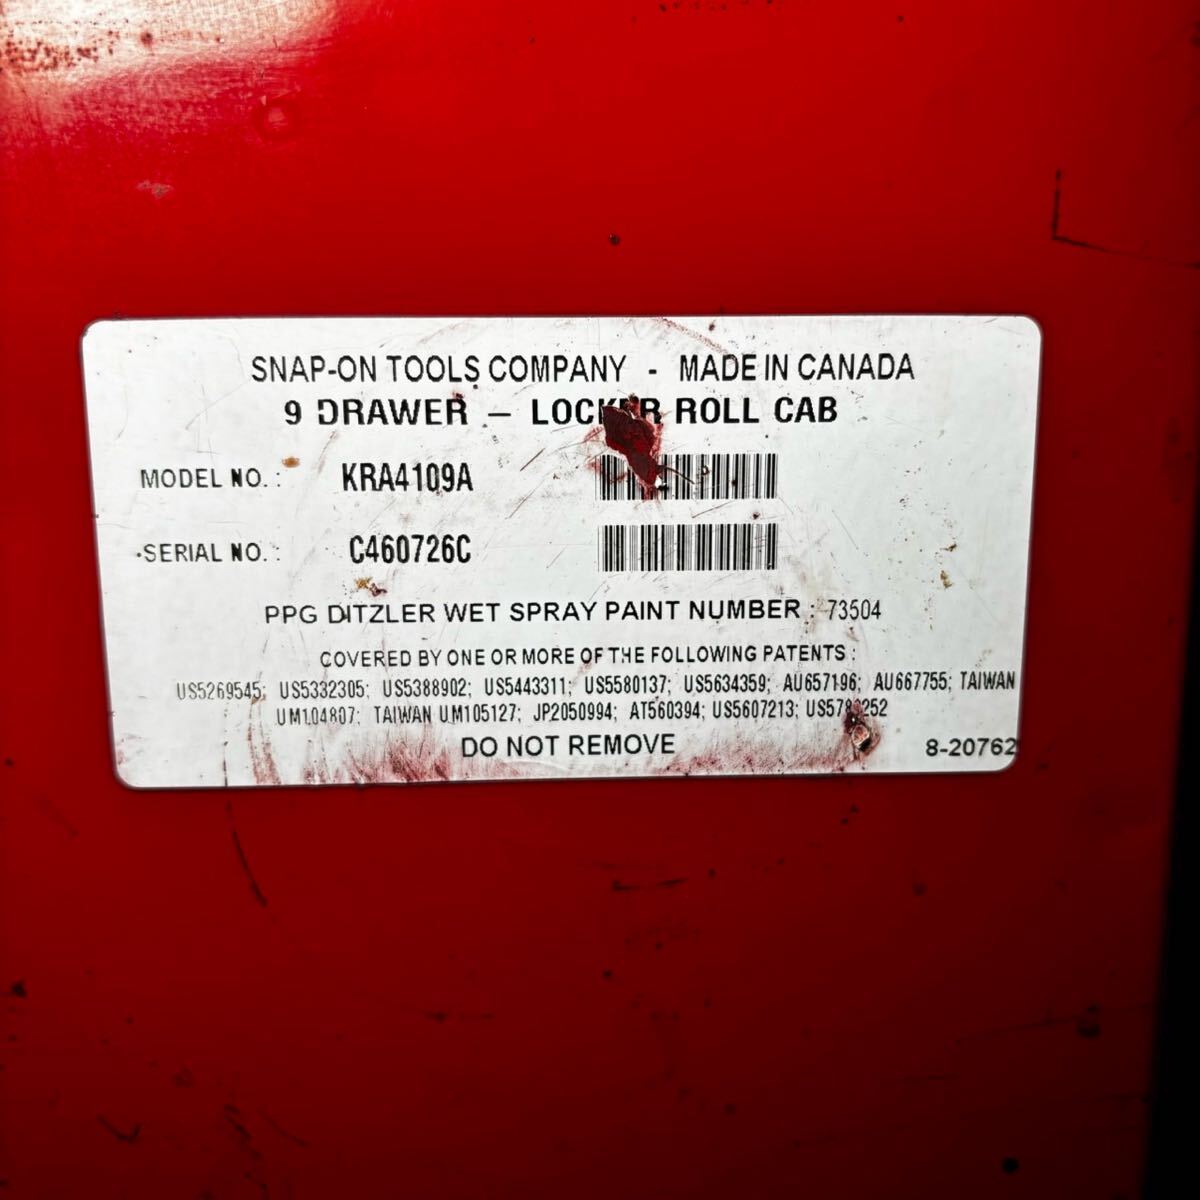 SNAP-ON TOOLS COMPANY - MADE IN CANADA
9 DRAWER – ROLL CAB
MODEL NO. : KRA4109A
SERIAL NO. : C460726C
PPG DITZLER WET SPRAY PAINT NUMBER : 73504
COVERED BY ONE OR MORE OF THE FOLLOWING PATENTS :
US5269545; US5332305; US5388902; US5443311; US5580137; US5634359; AU657196; AU667755; TAIWAN
UM104807; TAIWAN UM105127; JP2050994; AT560394; US5607213;
DO NOT REMOVE
8-20762